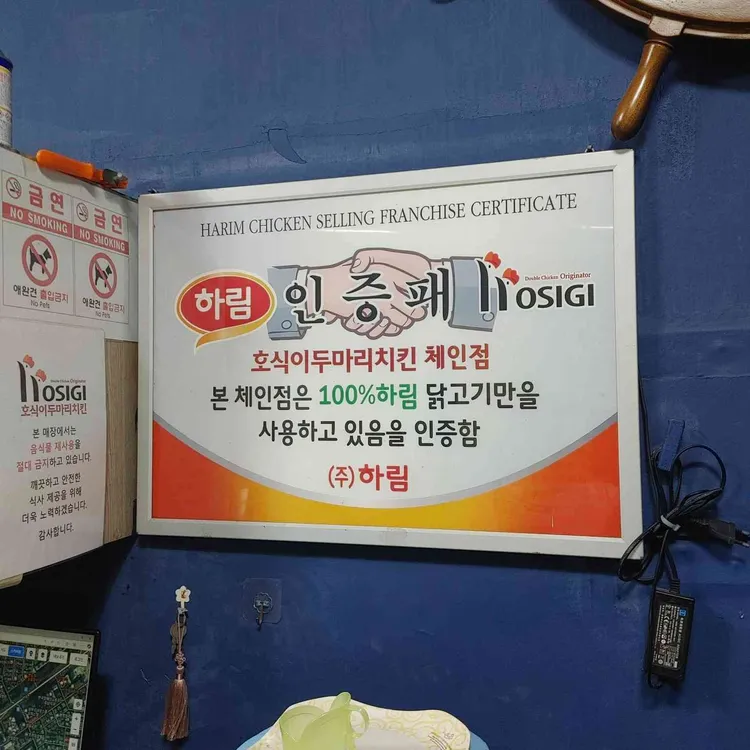 금연
NO SMOKING
애완견 출입금지
No Pets
금연
NO SMOKING
애완견 출입금지
No Pets
HOSIGI
호식이두마리치킨
본 매장에서는
음식물 재사용을
절대 금지하고 있습니다.
깨끗하고 안전한
식사 제공을 위해
더욱 노력하겠습니다.
감사합니다.
HARIM CHICKEN SELLING FRANCHISE CERTIFICATE
하림 인증패
Double Chicken Originator
HOSIGI
호식이두마리치킨 체인점
본 체인점은 100%하림 닭고기만을
사용하고 있음을 인증함
(주)하림